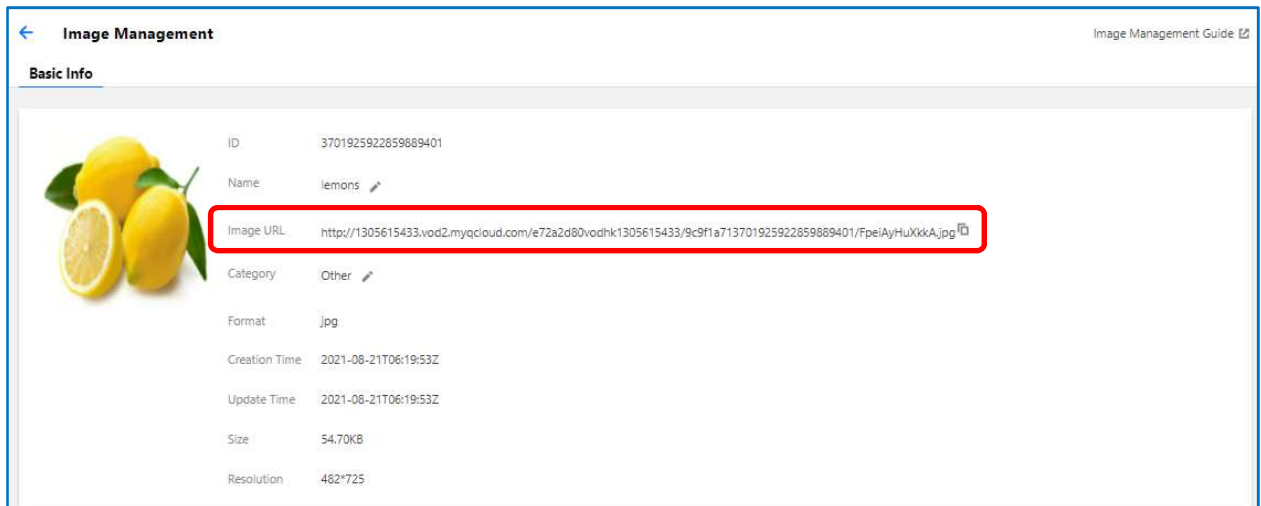 Image Management
Image Management Guide
Basic Info
ID 3701925922859889401
Name lemons
Image URL http://1305615433.vod2.myqcloud.com/e72a2d80vodhk1305615433/9c9f1a713701925922859889401/FpeiAyHuXkkA.jpg
Category Other
Format jpg
Creation Time 2021-08-21T06:19:53Z
Update Time 2021-08-21T06:19:53Z
Size 54.70KB
Resolution 482*725